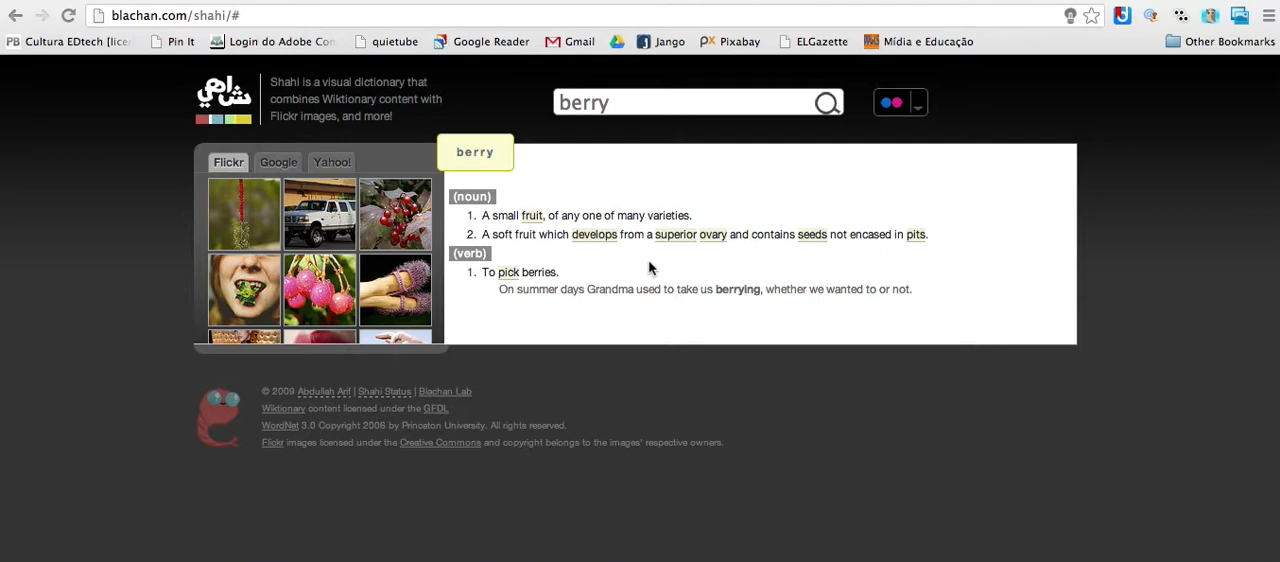 blachan.com/shahi/#
PB Cultura EDtech [lice
Pin It
Login do Adobe Con
quietube
Google Reader
Gmail
Jango
Pixabay
ELGazette
Mídia e Educação
Other Bookmarks
شاهي
Shahi is a visual dictionary that
combines Wiktionary content with
Flickr images, and more!
berry
Flickr
Google
Yahoo!
berry
(noun)
1. A small fruit, of any one of many varieties.
2. A soft fruit which develops from a superior ovary and contains seeds not encased in pits.
(verb)
1. To pick berries.
On summer days Grandma used to take us berrying, whether we wanted to or not.
© 2009 Abdullah Arif | Shahi Status | Blachan Lab
Wiktionary content licensed under the GFDL
WordNet 3.0 Copyright 2006 by Princeton University.
Flickr images licensed under the Creative Commons and copyright belongs to the images' respective owners.